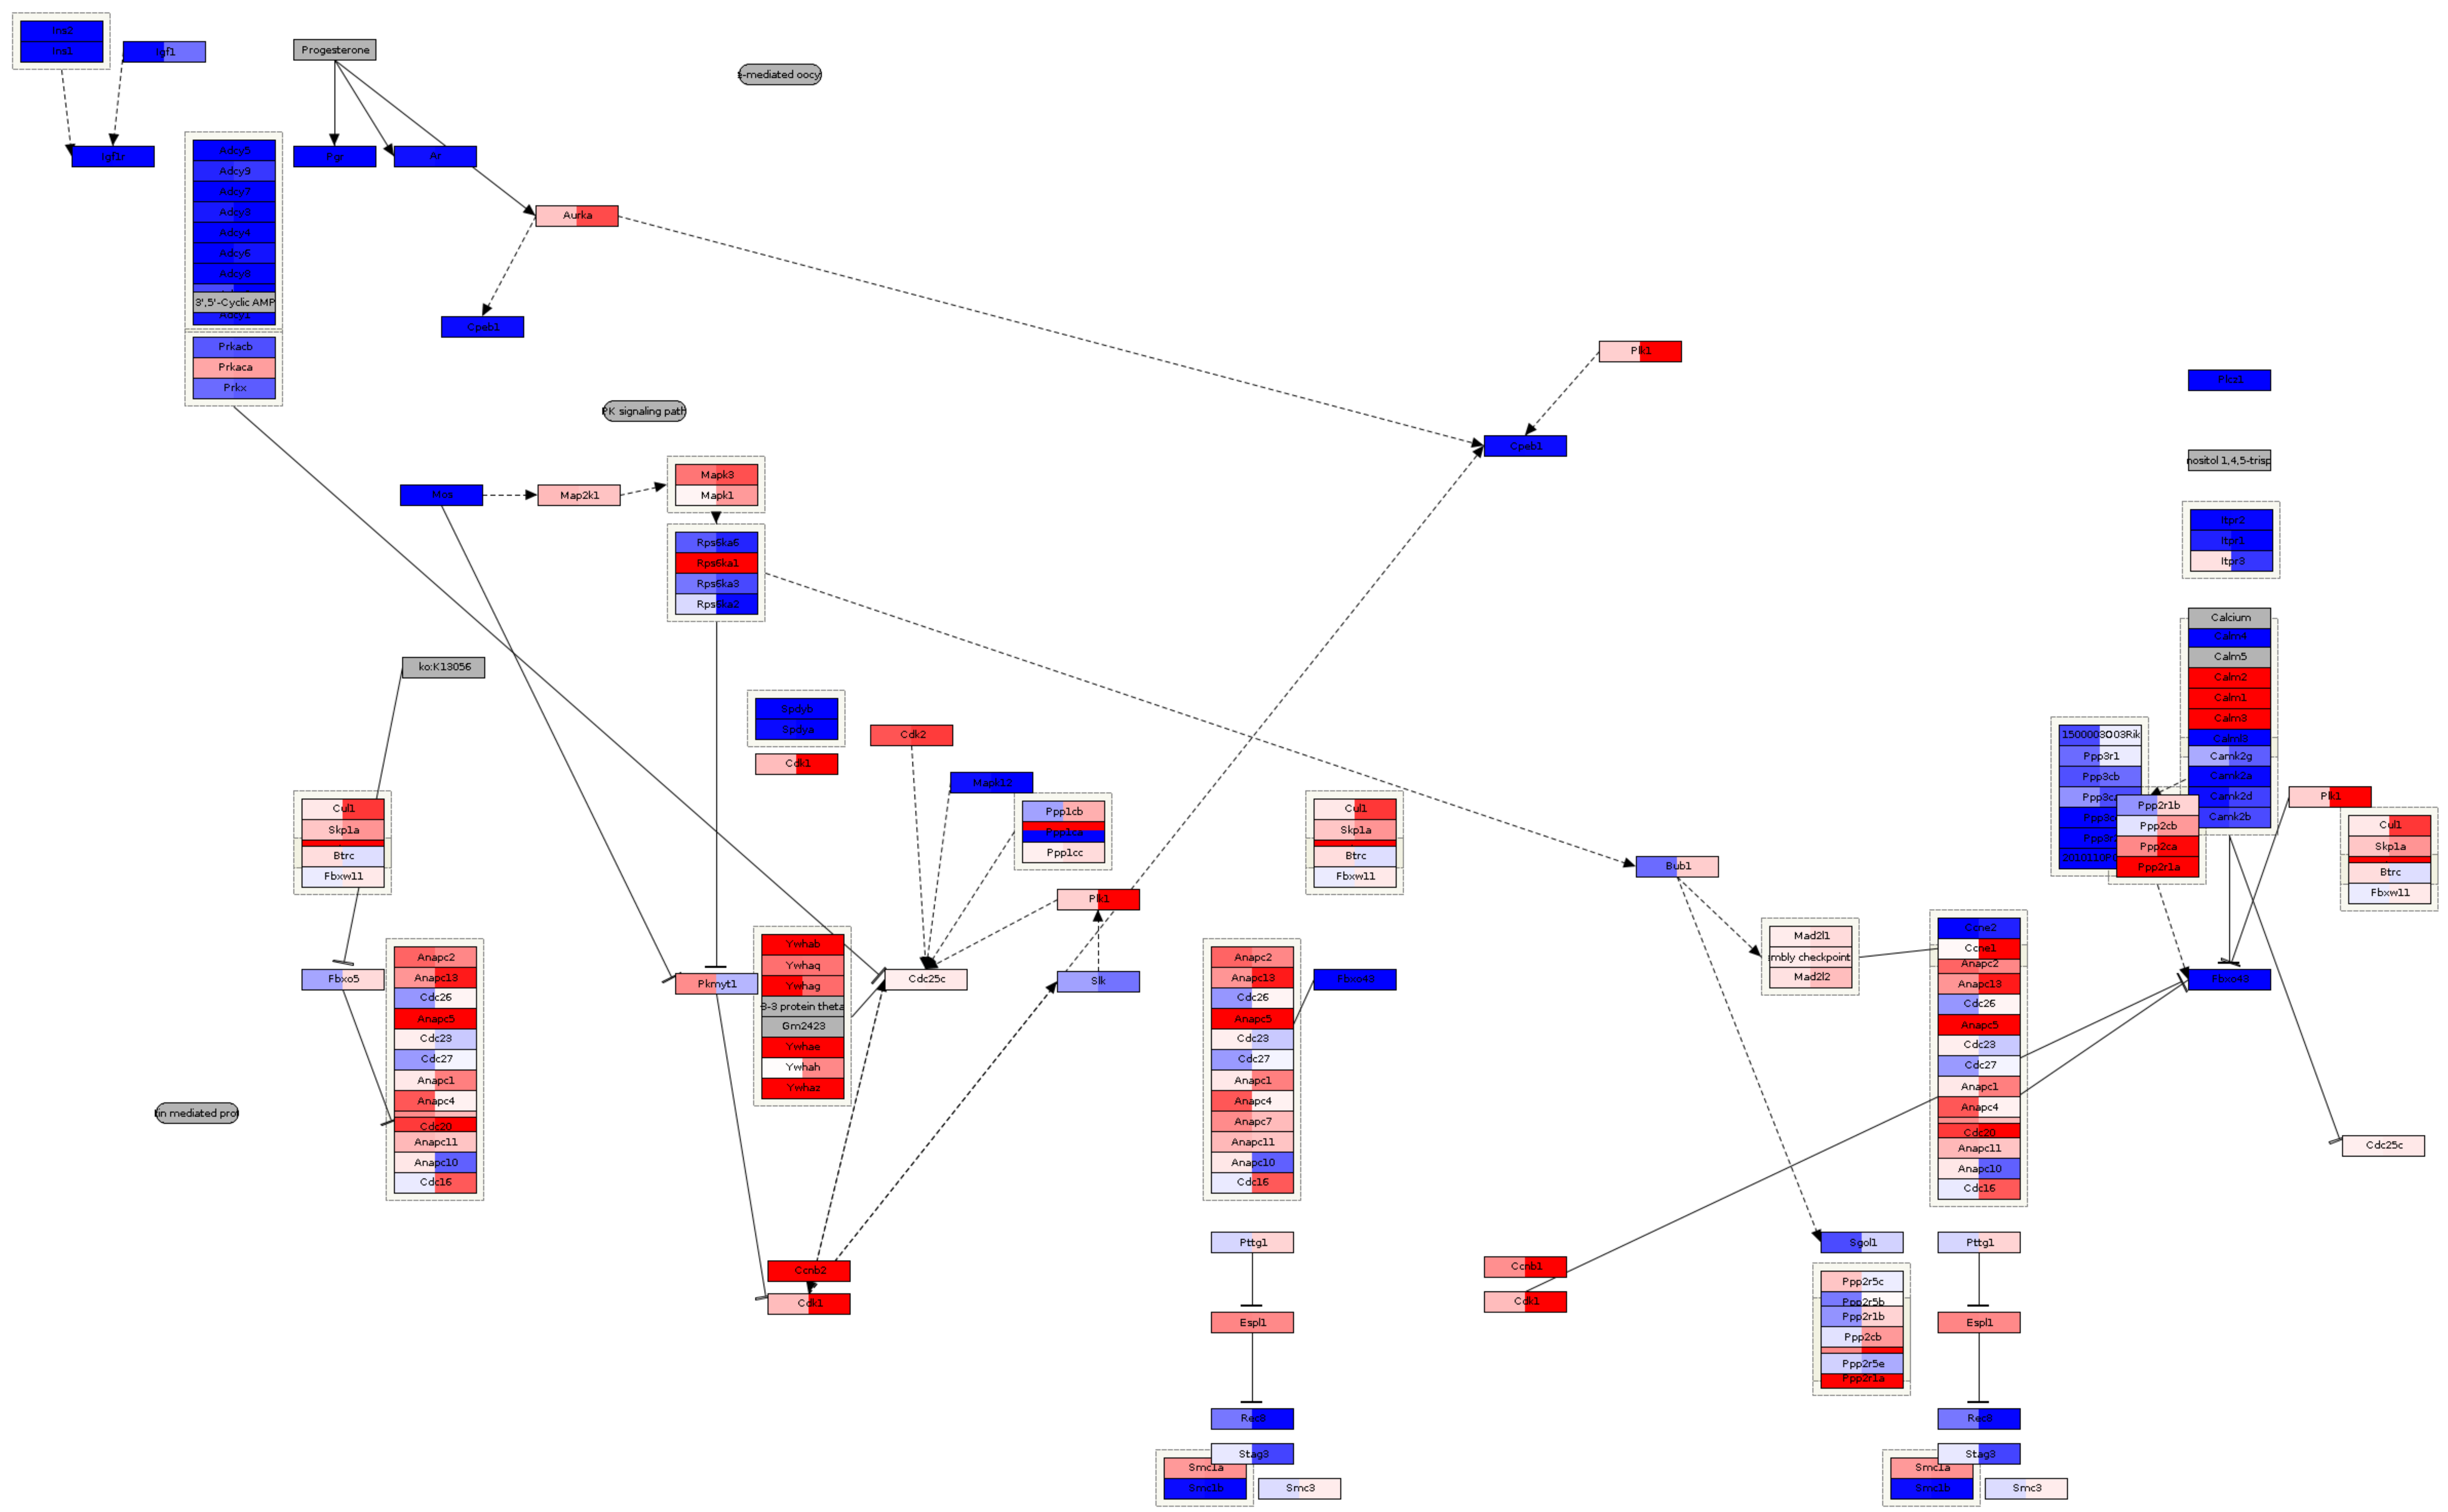 Ins2
Ins1
Igf1
Progesterone
e-mediated oocy
Igf1r
Pgr
Ar
Adcy5
Adcy9
Adcy7
Adcy4
Adcy6
3',5'-Cyclic AMP
Adcy1
Aurka
Cpeb1
Prkacb
Prkaca
Prkx
Plk1
Plcz1
PK signaling path
Cpeb1
nositol 1,4,5-trisp
Mos
Map2k1
Mapk3
Mapk1
Rps6ka6
Rps6ka1
Rps6ka3
Rps6ka2
Itpr2
Itpr1
Itpr3
Calcium
Calm4
Calm5
Calm2
Calm1
Calm3
Calml3
Camk2g
Camk2a
Camk2d
Camk2b
ko:K13056
Spdyb
Spdya
Cdk2
Cdk1
Mapk12
Ppp1cb
Ppp1ca
Ppp1cc
1500003O03Rik
Ppp3r1
Ppp3cb
Ppp2r1b
Ppp2cb
Ppp2ca
Ppp2r1a
Plk1
Cul1
Skp1a
Btrc
Fbxw11
Cul1
Skp1a
Btrc
Fbxw11
Cul1
Skp1a
Btrc
Fbxw11
Bub1
Plk1
Mad2l1
mbly checkpoint
Mad2l2
Ccne2
Ccne1
Anapc2
Anapc13
Cdc26
Anapc5
Cdc23
Cdc27
Anapc1
Anapc4
Cdc20
Anapc11
Anapc10
Cdc16
Fbxo5
Anapc2
Anapc13
Cdc26
Anapc5
Cdc23
Cdc27
Anapc1
Anapc4
Cdc20
Anapc11
Anapc10
Cdc16
Pkmyt1
Ywhab
Ywhaq
Ywhag
3-3 protein theta
Gm2423
Ywhae
Ywhah
Ywhaz
Cdc25c
Slk
Anapc2
Anapc13
Cdc26
Anapc5
Cdc23
Cdc27
Anapc1
Anapc4
Anapc7
Anapc11
Anapc10
Cdc16
Fbxo43
Fbxo43
tin mediated prot
Cdc25c
Ccnb2
Cdk1
Pttg1
Espl1
Rec8
Stag3
Smc1a
Smc1b
Smc3
Ccnb1
Cdk1
Sgol1
Ppp2r5c
Ppp2r5b
Ppp2r1b
Ppp2cb
Ppp2r5e
Ppp2r1a
Pttg1
Espl1
Rec8
Stag3
Smc1a
Smc1b
Smc3